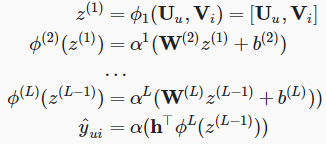 z^{(1)} = \phi_1(\mathbf{U}_u, \mathbf{V}_i) = [\mathbf{U}_u, \mathbf{V}_i]
\phi^{(2)}(z^{(1)}) = \alpha^1(\mathbf{W}^{(2)} z^{(1)} + b^{(2)})
...
\phi^{(L)}(z^{(L-1)}) = \alpha^L(\mathbf{W}^{(L)} z^{(L-1)} + b^{(L)}))
\hat{y}_{ui} = \alpha(\mathbf{h}^\top \phi^L(z^{(L-1)}))